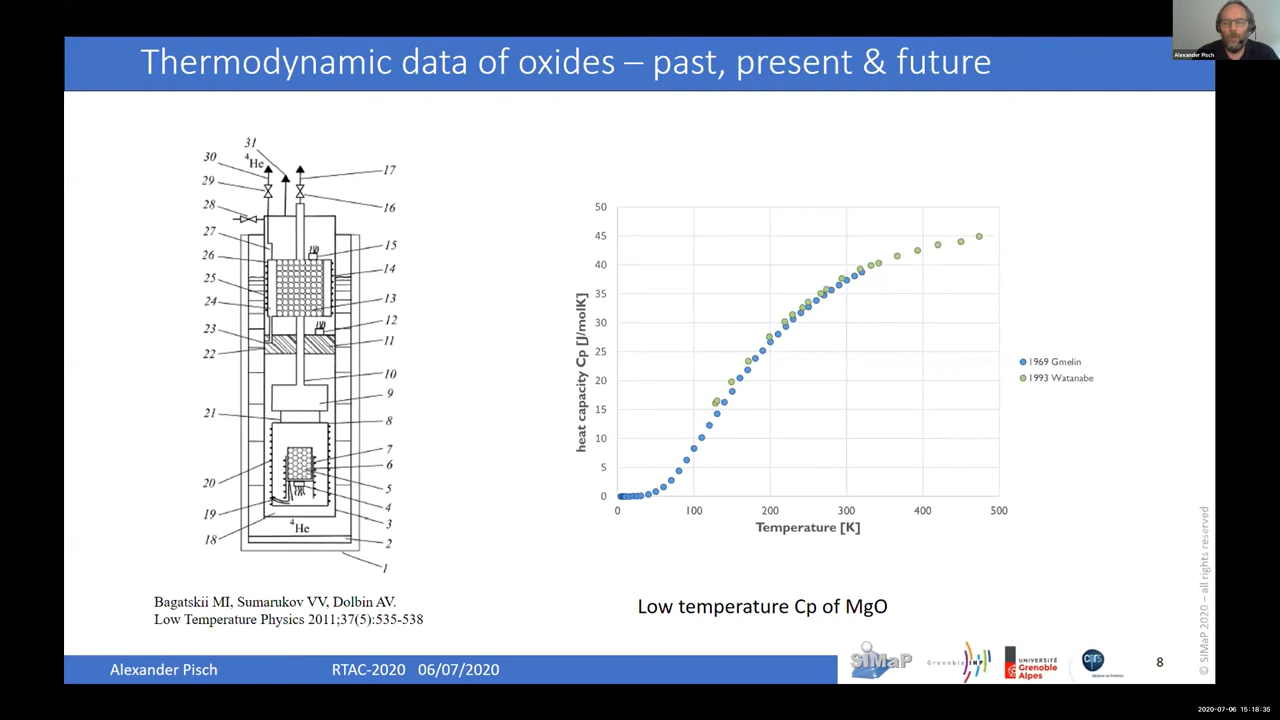 Alexander Pisch
Thermodynamic data of oxides – past, present & future
31
30
4He
29
17
28
16
27
15
26
14
25
13
24
12
23
11
22
10
9
21
8
7
6
20
5
4
19
3
18
4He
2
1
Bagatskii MI, Sumarukov VV, Dolbin AV.
Low Temperature Physics 2011;37(5):535-538
50
45
40
35
30
25
20
15
10
5
0
0
100
200
300
400
500
heat capacity Cp [J/molK]
Temperature [K]
1969 Gmelin
1993 Watanabe
Low temperature Cp of MgO
© SIMaP 2020 – all rights reserved
Alexander Pisch
RTAC-2020 06/07/2020
SIMaP
Grenoble INP
UNIVERSITÉ
Grenoble
Alpes
cnrs
8
2020-07-06 15:18:35